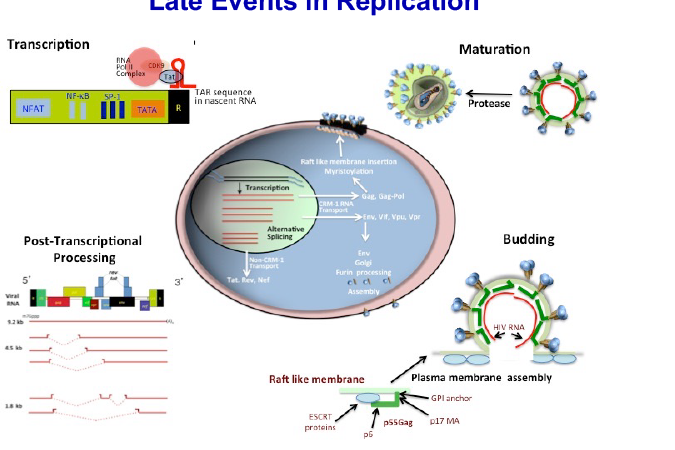 Late Events in Replication
Transcription
RNA
Pol II
Complex
CDK9
Tat
TAR sequence
in nascent RNA
NFAT
NF-κB
SP-1
TATA
R
Maturation
Protease
Raft like membrane insertion
Myristoylation
Transcription
Gag, Gag-Pol
CRM-1 RNA
Transport
Env, Vif, Vpu, Vpr
Alternative
Splicing
Non-CRM-1
Transport
Tat, Rev, Nef
Env
Golgi
Furin processing
Assembly
Post-Transcriptional
Processing
5'
3'
Viral
RNA
9.2 kb
4.5 kb
1.8 kb
Budding
HIV RNA
Plasma membrane assembly
Raft like membrane
GPI anchor
ESCRT
proteins
p6
p55Gag
p17 MA